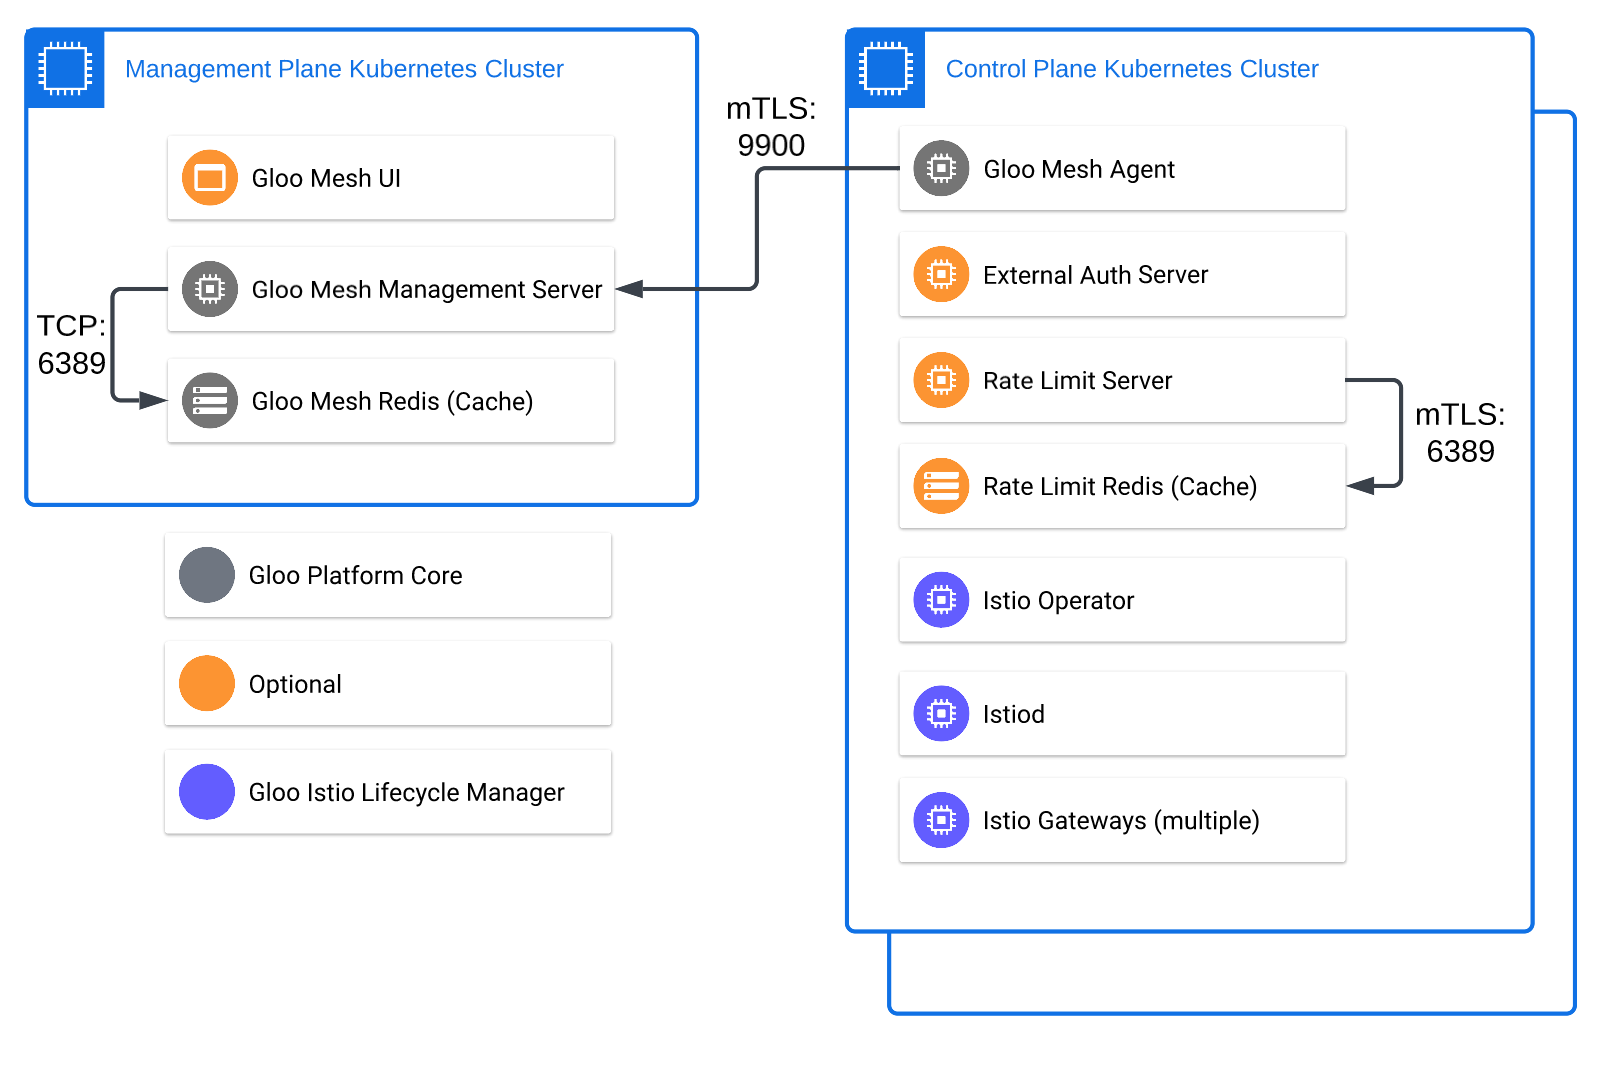 Management Plane Kubernetes Cluster
Gloo Mesh UI
Gloo Mesh Management Server
Gloo Mesh Redis (Cache)
TCP:
6389
mTLS:
9900
Control Plane Kubernetes Cluster
Gloo Mesh Agent
External Auth Server
Rate Limit Server
Rate Limit Redis (Cache)
mTLS:
6389
Istio Operator
Istiod
Istio Gateways (multiple)
Gloo Platform Core
Optional
Gloo Istio Lifecycle Manager